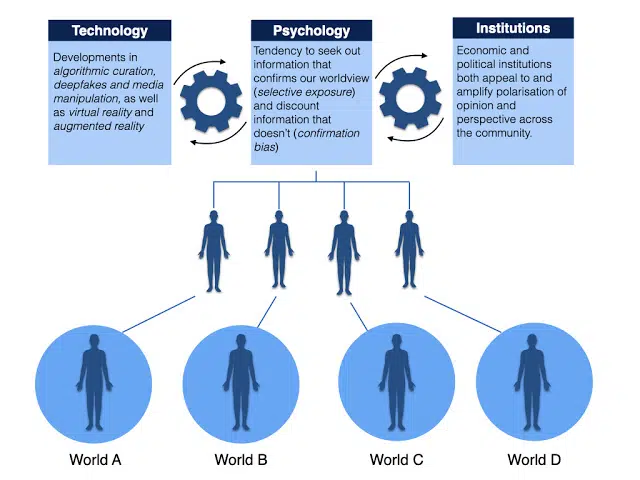 Technology
Developments in
algorithmic curation,
deepfakes and media
manipulation, as well
as virtual reality and
augmented reality
Psychology
Tendency to seek out
information that
confirms our worldview
(selective exposure)
and discount
information that
doesn't (confirmation
bias)
Institutions
Economic and
political institutions
both appeal to and
amplify polarisation of
opinion and
perspective across
the community.
World A
World B
World C
World D